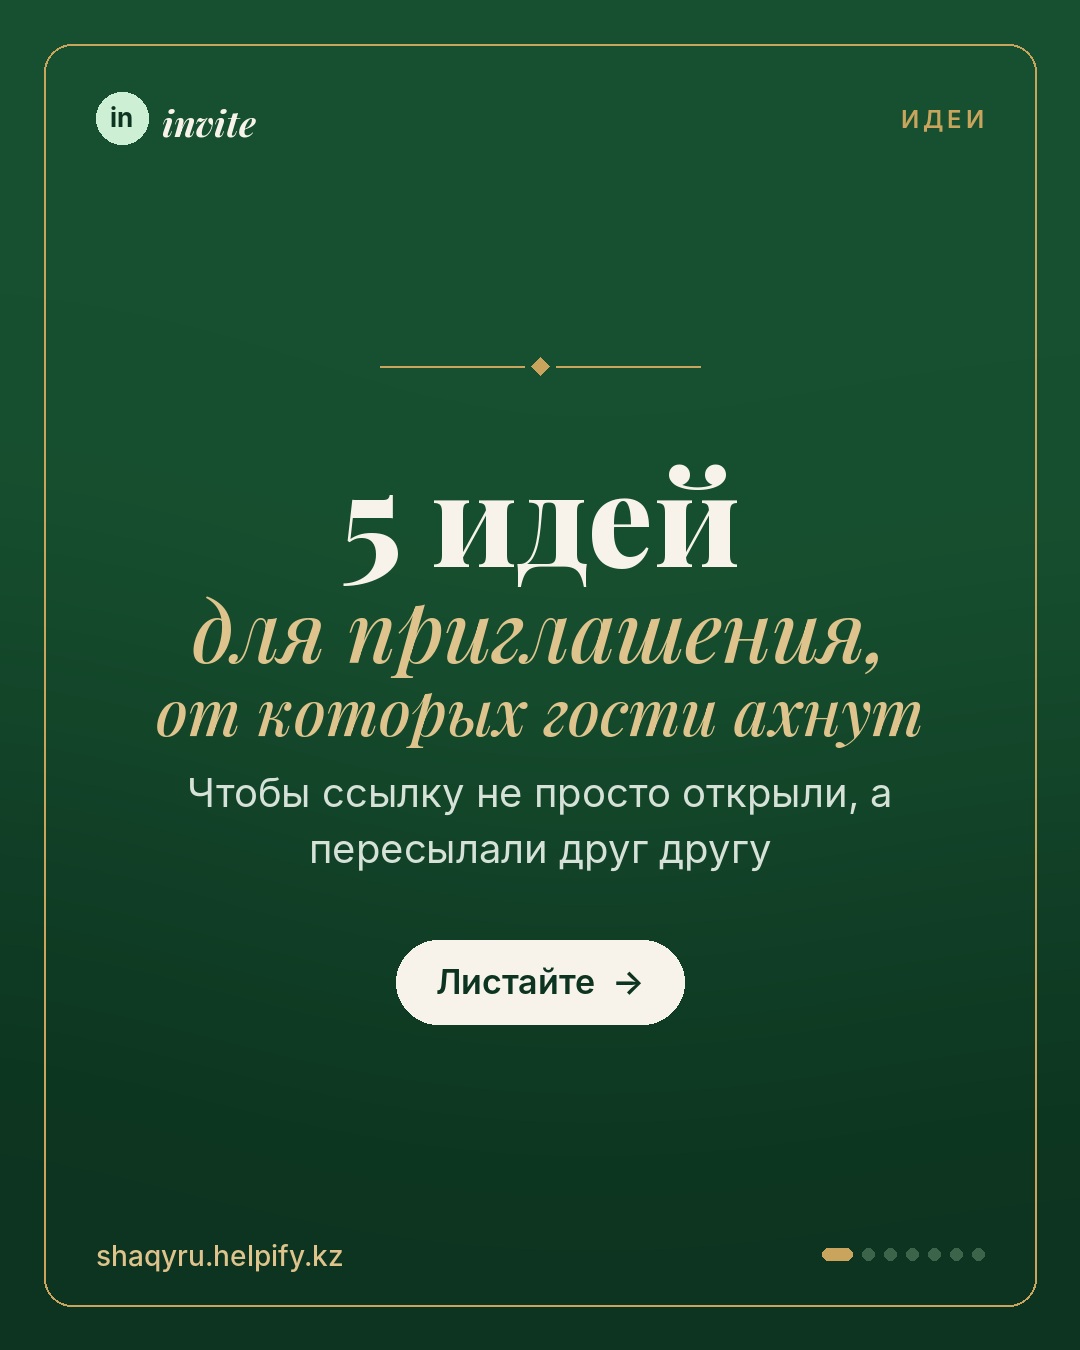 in invite
ИДЕИ
5 идей
для приглашения,
от которых гости ахнут
Чтобы ссылку не просто открыли, а
пересылали друг другу
Листайте →
shaqyru.helpify.kz